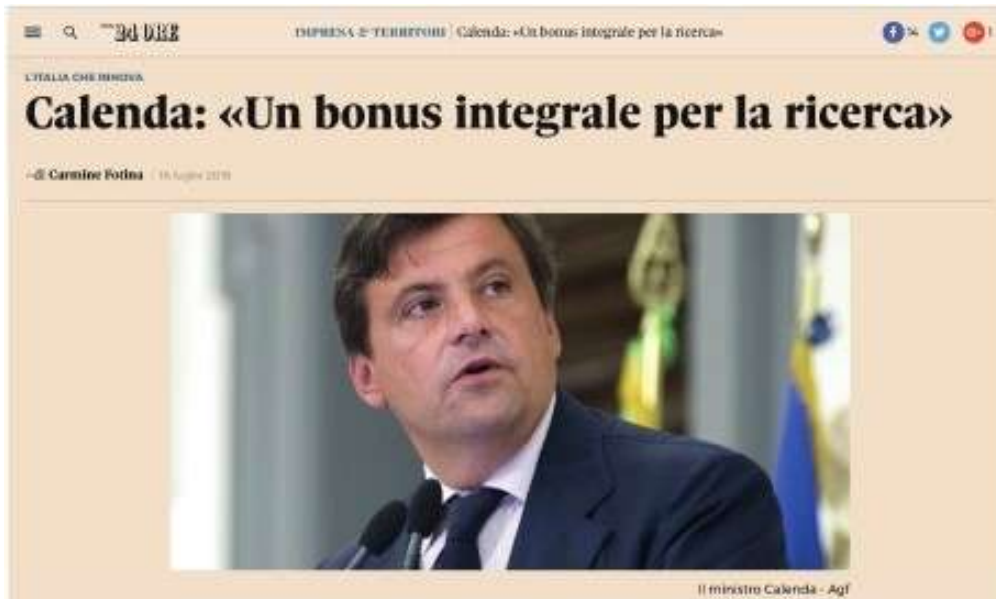 24 ORE IMPRESA & TERRITORI | Calenda: «Un bonus integrale per la ricerca»
L'ITALIA CHE INNOVA
Calenda: «Un bonus integrale per la ricerca»
–di Carmine Fotina | luglio
Il ministro Calenda - Agf